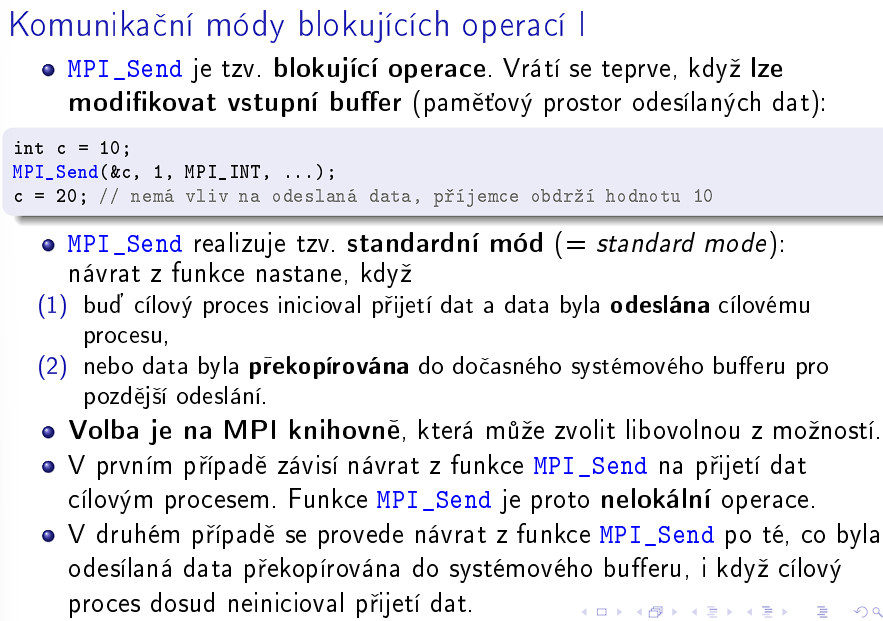 Komunikační módy blokujících operací I
MPI_Send je tzv. blokující operace. Vrátí se teprve, když lze
modifikovat vstupní buffer (paměťový prostor odesílaných dat):
int c = 10;
MPI_Send(&c, 1, MPI_INT, ...);
c = 20; // nemá vliv na odeslaná data, příjemce obdrží hodnotu 10
MPI_Send realizuje tzv. standardní mód (= standard mode):
návrat z funkce nastane, když
(1) buď cílový proces inicioval přijetí dat a data byla odeslána cílovému
procesu,
(2) nebo data byla překopírována do dočasného systémového bufferu pro
pozdější odeslání.
Volba je na MPI knihovně, která může zvolit libovolnou z možností.
V prvním případě závisí návrat z funkce MPI_Send na přijetí dat
cílovým procesem. Funkce MPI_Send je proto nelokální operace.
V druhém případě se provede návrat z funkce MPI_Send po té, co byla
odesílaná data překopírována do systémového bufferu, i když cílový
proces dosud neinicioval přijetí dat.